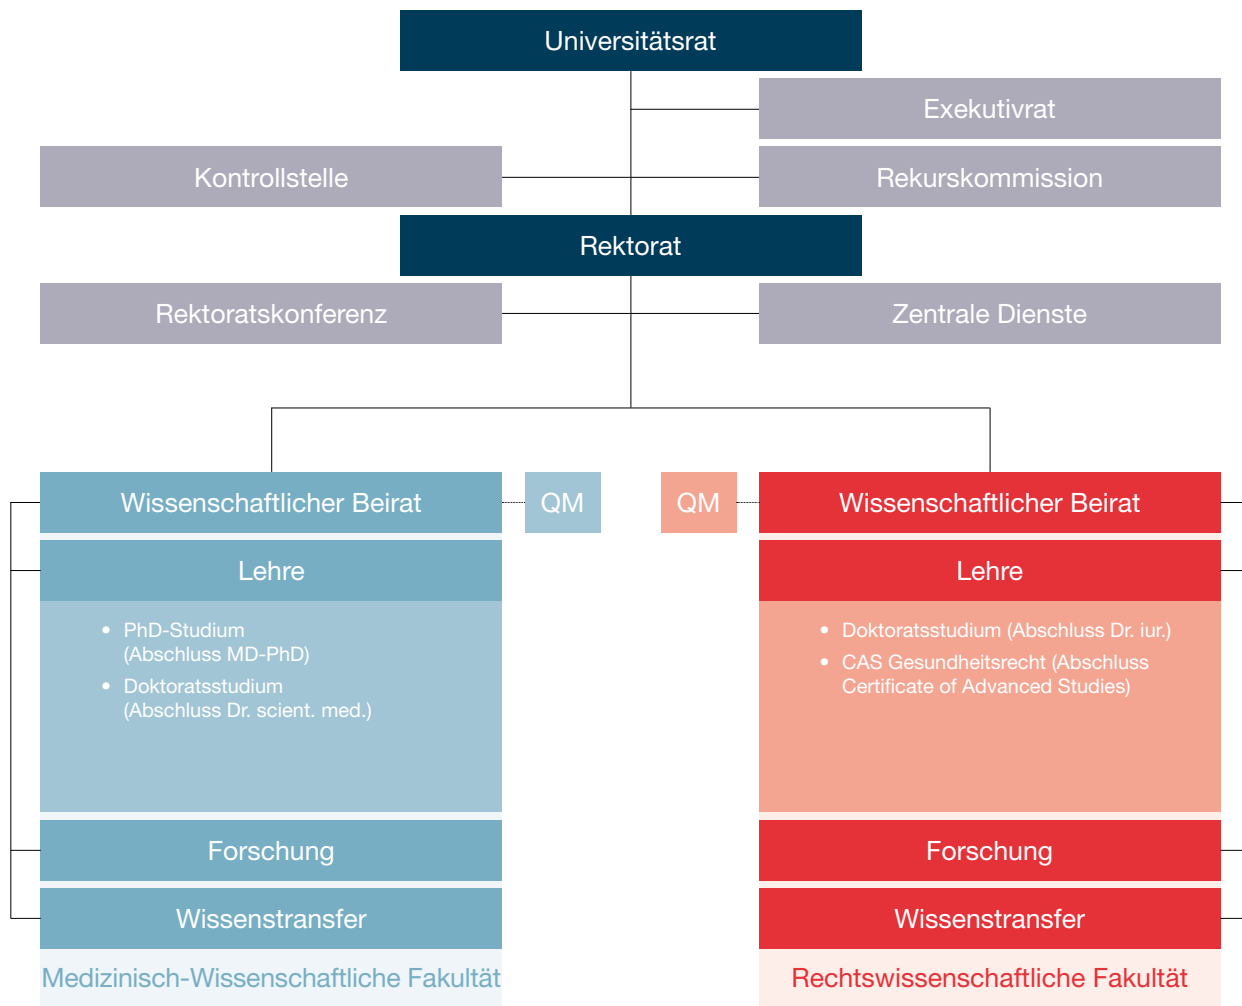 Universitätsrat
Exekutivrat
Kontrollstelle
Rekurskommission
Rektorat
Rektoratskonferenz
Zentrale Dienste
Wissenschaftlicher Beirat
QM
QM
Wissenschaftlicher Beirat
Lehre
• PhD-Studium
(Abschluss MD-PhD)
• Doktoratsstudium
(Abschluss Dr. scient. med.)
Forschung
Wissenstransfer
Medizinisch-Wissenschaftliche Fakultät
Lehre
• Doktoratsstudium (Abschluss Dr. iur.)
• CAS Gesundheitsrecht (Abschluss
Certificate of Advanced Studies)
Forschung
Wissenstransfer
Rechtswissenschaftliche Fakultät